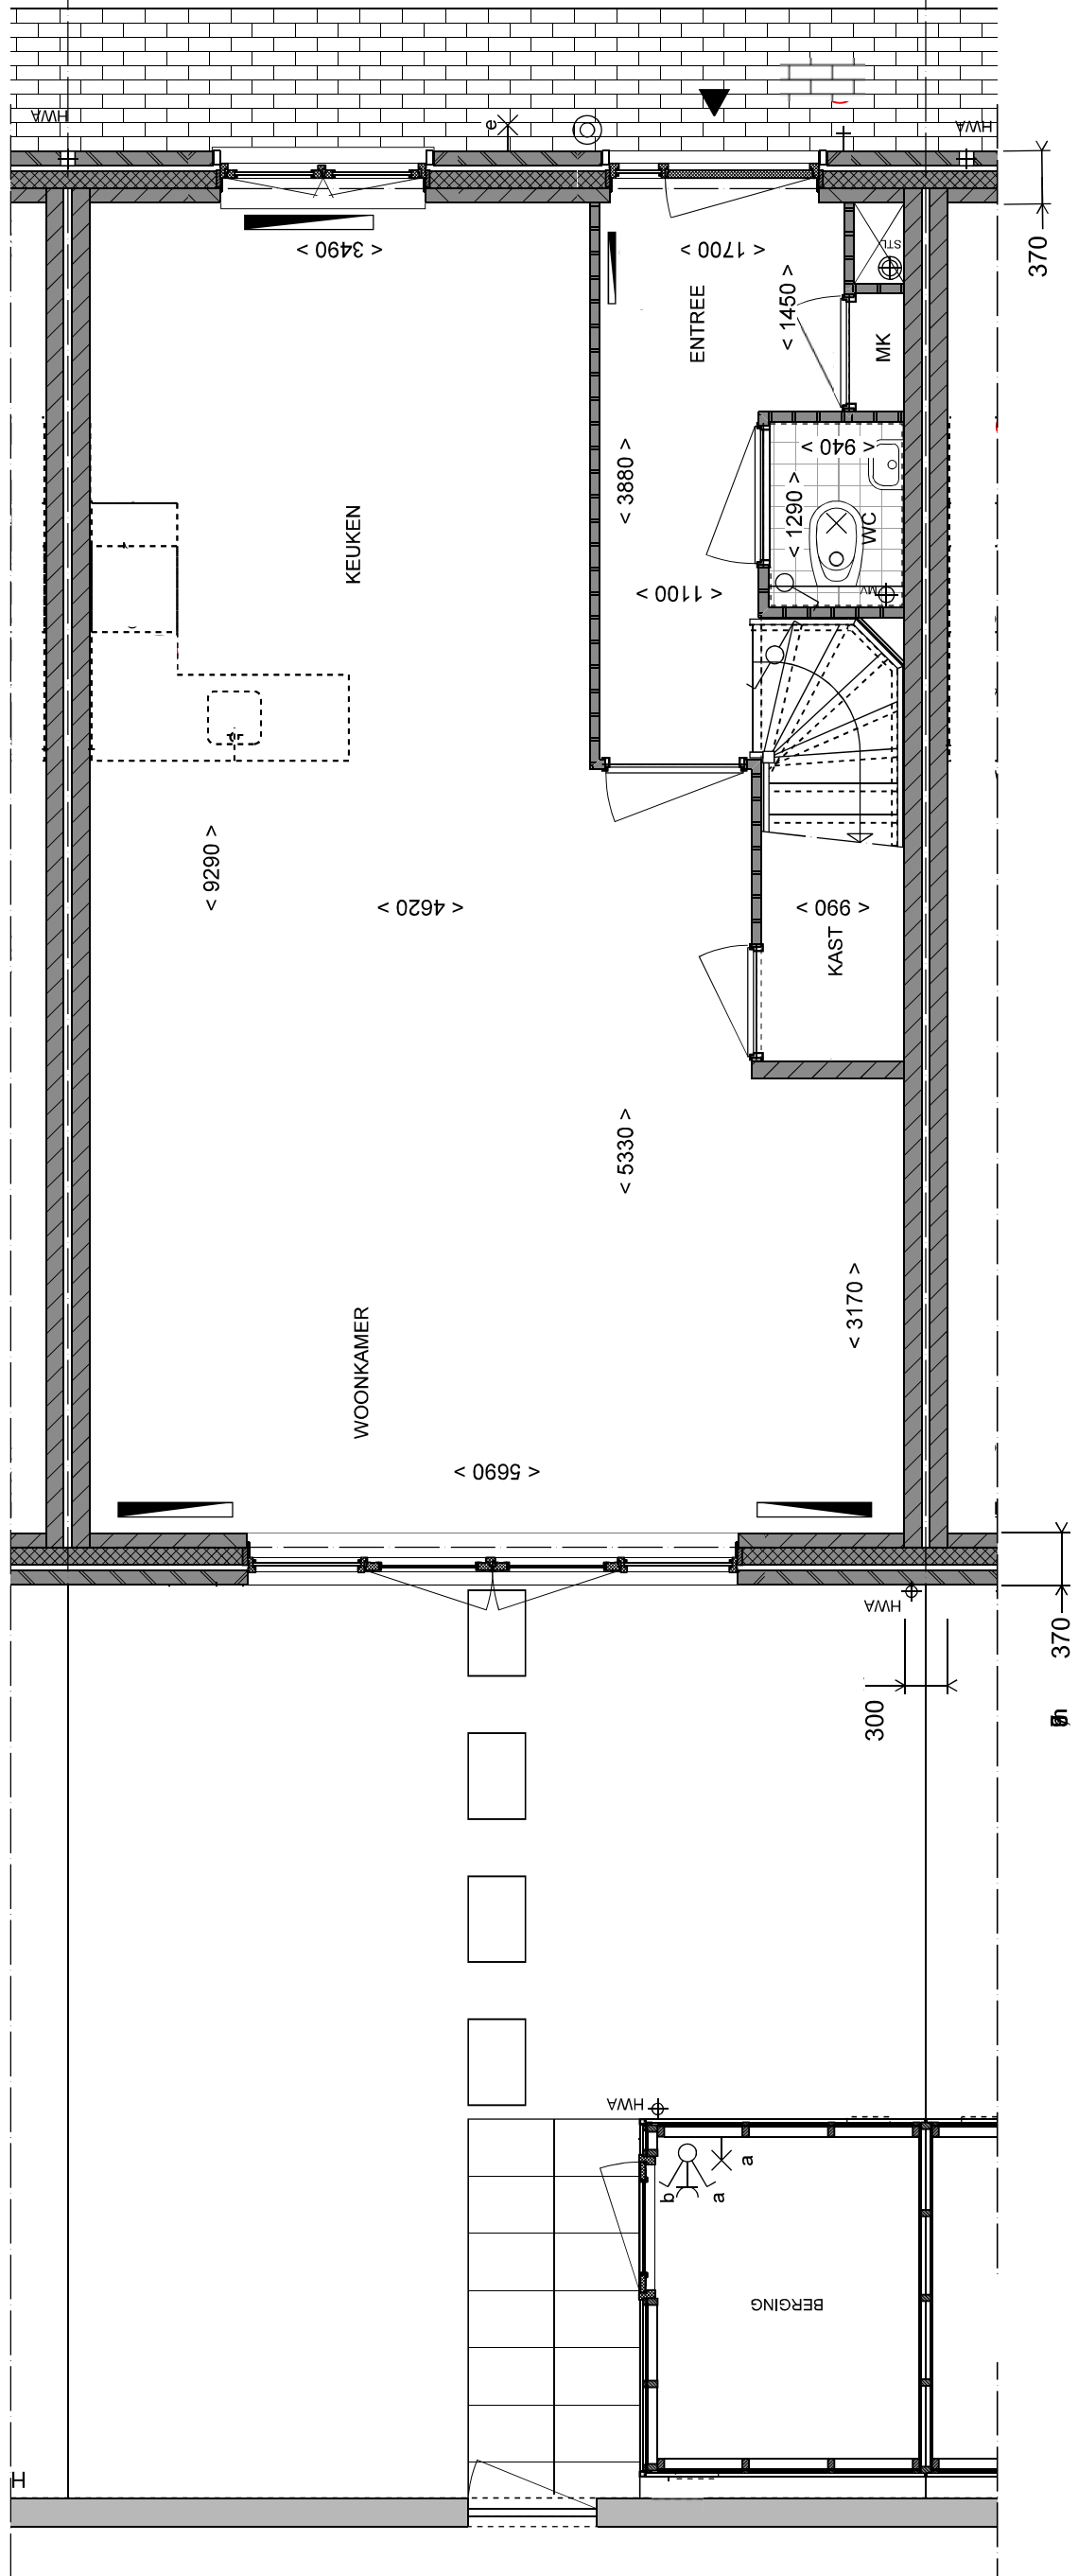 HWA
e
HWA
< 3490 >
< 1700 >
STL
370
< 1450 >
ENTREE
MK
< 940 >
< 3880 >
< 1290 >
WC
KEUKEN
< 1100 >
MV
< 9290 >
< 4620 >
< 990 >
KAST
< 5330 >
< 3170 >
WOONKAMER
< 5690 >
HWA
370
300
HWA
a
b
a
BERGING
H